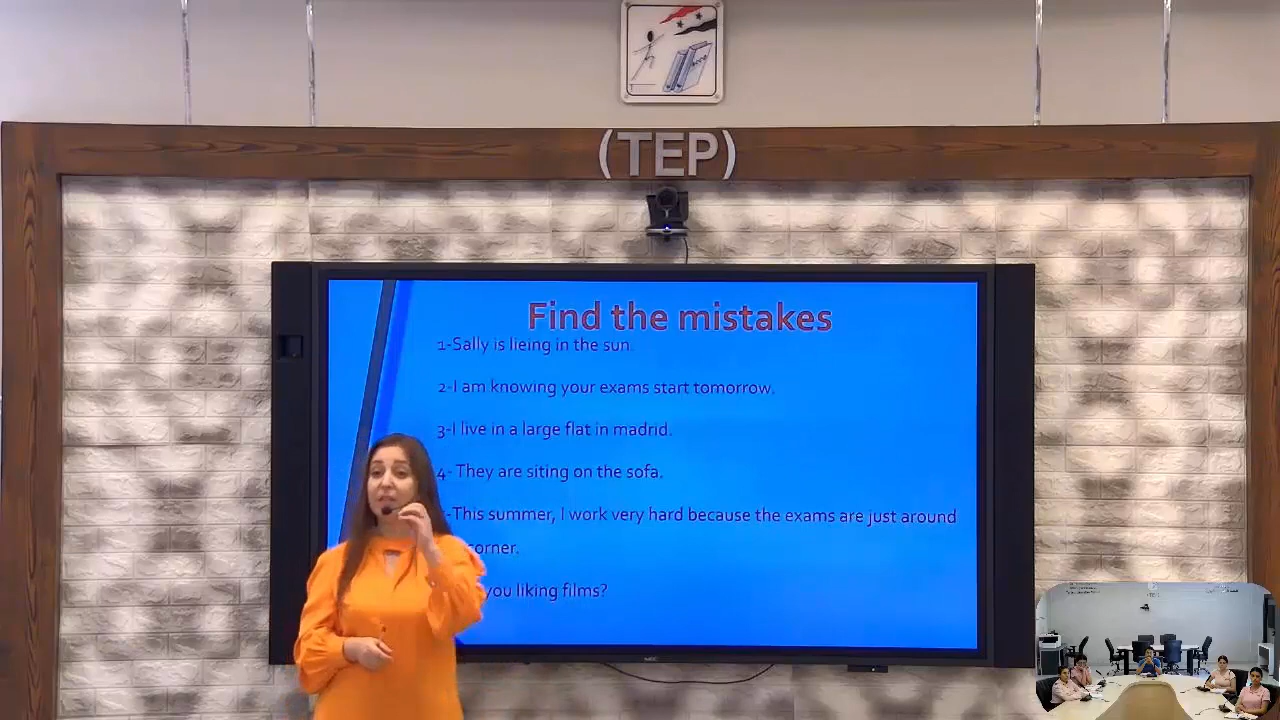 (TEP)
Find the mistakes
1-Sally is lieing in the sun.
2-I am knowing your exams start tomorrow.
3-I live in a large flat in madrid.
4- They are siting on the sofa.
-This summer, I work very hard because the exams are just around
corner.
you liking films?
NEC